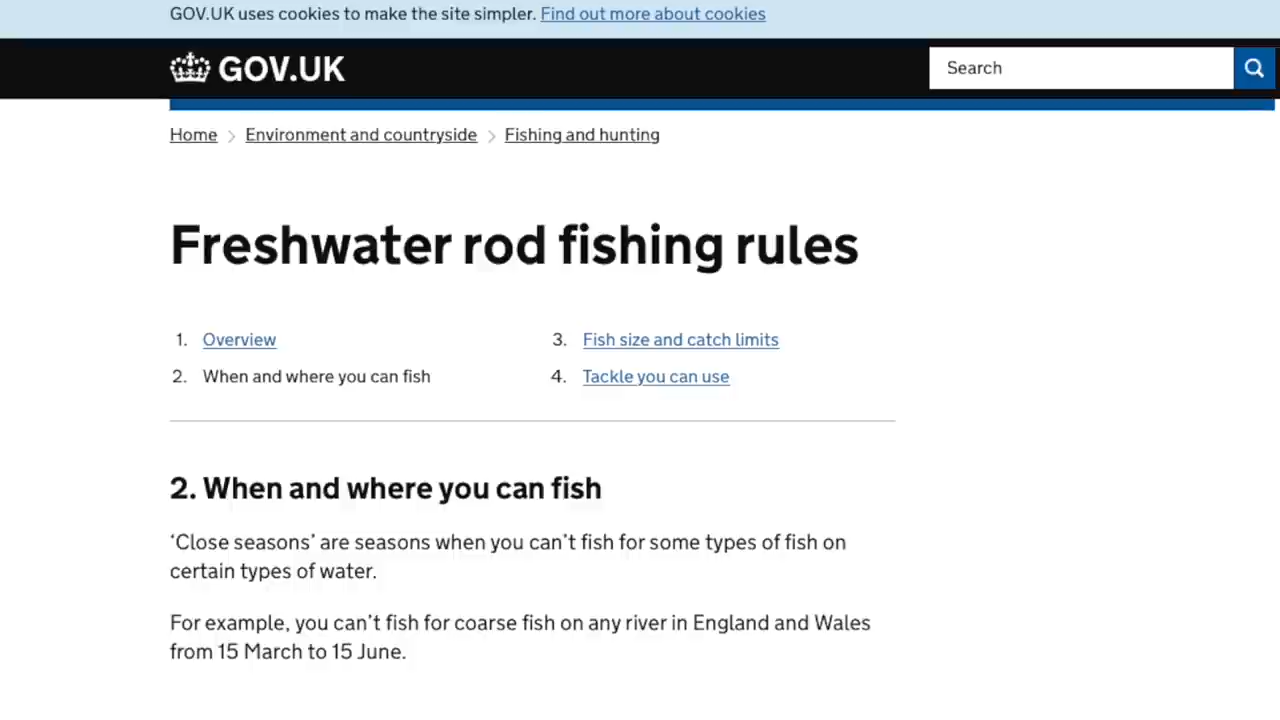 GOV.UK uses cookies to make the site simpler. Find out more about cookies
GOV.UK
Search
Home > Environment and countryside > Fishing and hunting
Freshwater rod fishing rules
1. Overview
2. When and where you can fish
3. Fish size and catch limits
4. Tackle you can use
2. When and where you can fish
‘Close seasons’ are seasons when you can’t fish for some types of fish on
certain types of water.
For example, you can’t fish for coarse fish on any river in England and Wales
from 15 March to 15 June.